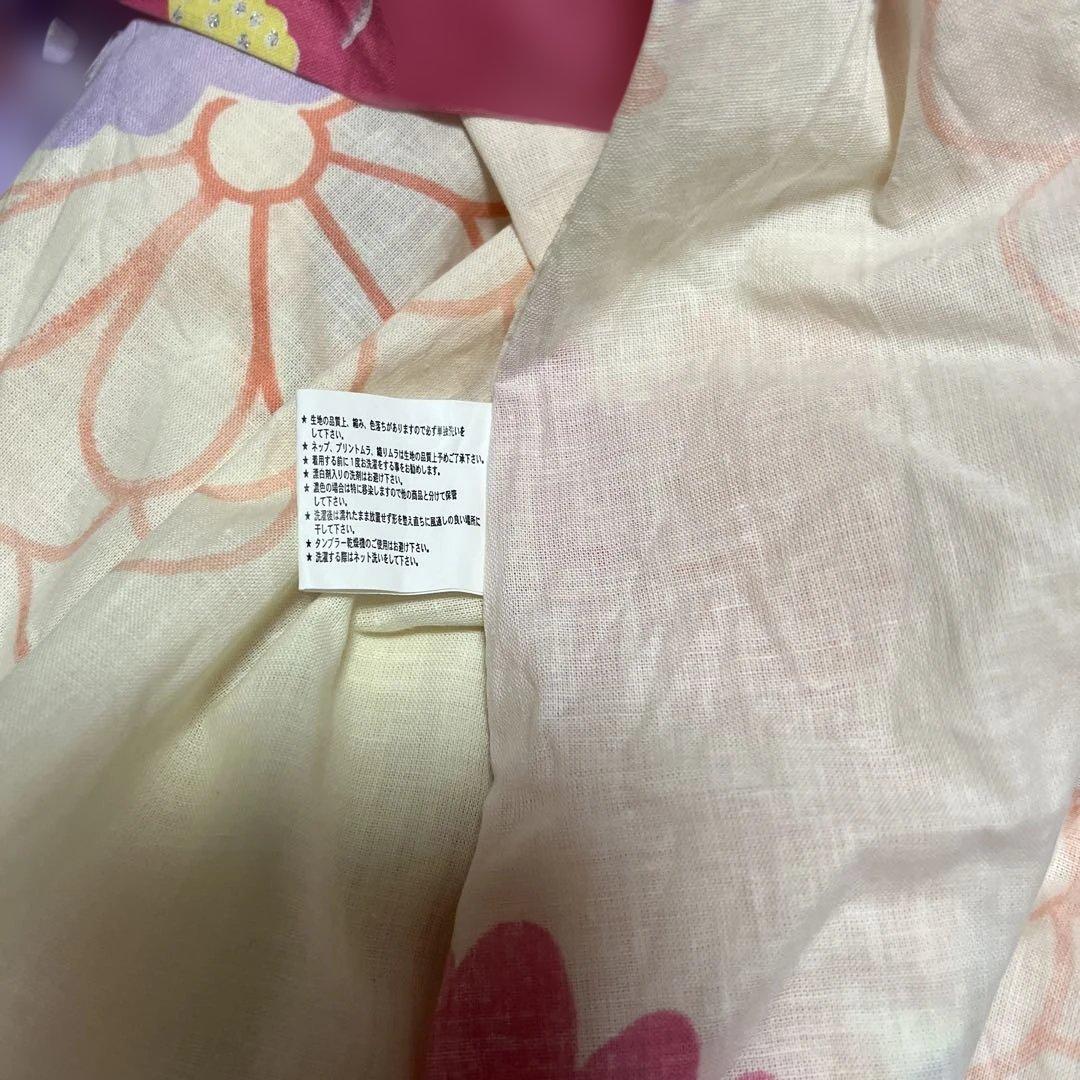 ★ 生地の品質上、縮み、色落ちがありますので必ず単独洗いを
して下さい。
★ ネップ、プリントムラ、織りムラは生地の品質上予めご了承下さい。
★ 着用する前に1度お洗濯をする事をお勧めします。
★ 漂白剤入りの洗剤はお避け下さい。
★ 濃色の場合は特に移染しますので他の商品と分けて保管
して下さい。
★ 洗濯後は濡れたまま放置せず形を整え直ちに風通しの良い場所に
干して下さい。
★ タンブラー乾燥機のご使用はお避け下さい。
★ 洗濯する際はネット洗いをして下さい。